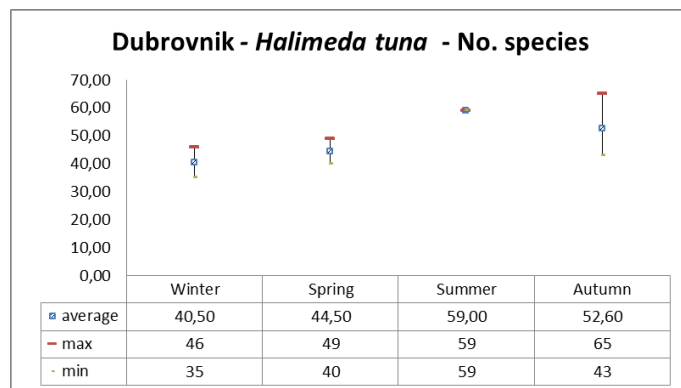 Dubrovnik - Halimeda tuna - No. species
70,00
60,00
50,00
40,00
30,00
20,00
10,00
0,00
Winter Spring Summer Autumn
average 40,50 44,50 59,00 52,60
max 46 49 59 65
min 35 40 59 43